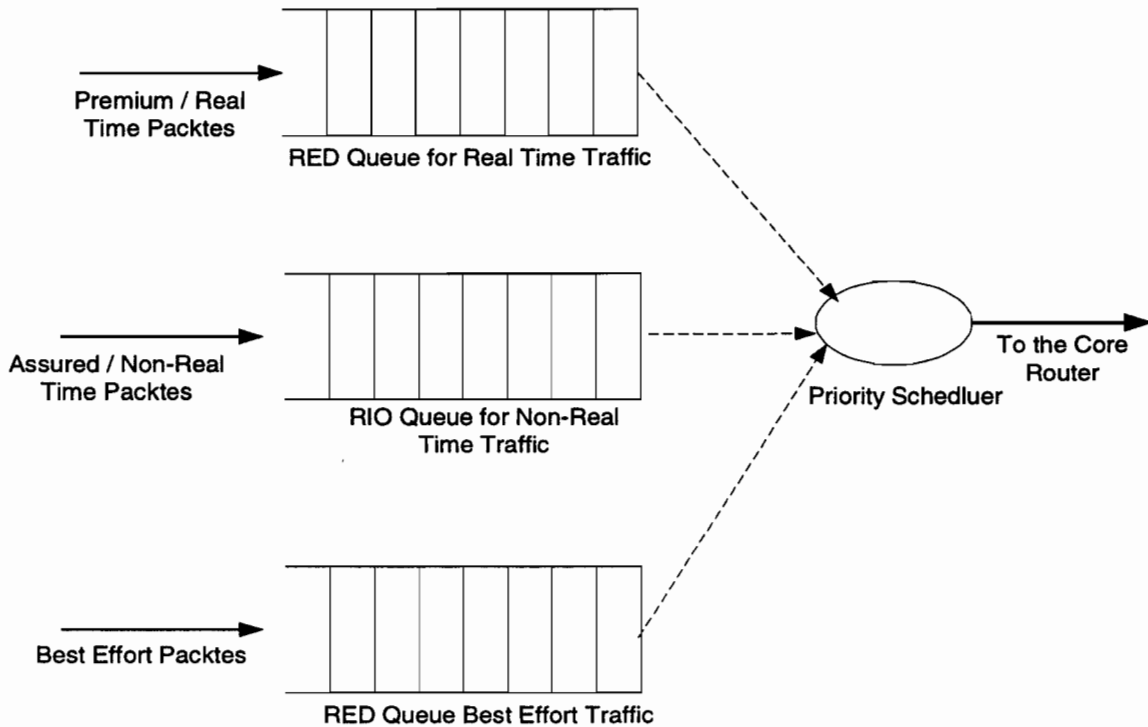 Premium / Real
Time Packtes
RED Queue for Real Time Traffic
Assured / Non-Real
Time Packtes
RIO Queue for Non-Real
Time Traffic
Priority Schedluer
To the Core
Router
Best Effort Packtes
RED Queue Best Effort Traffic